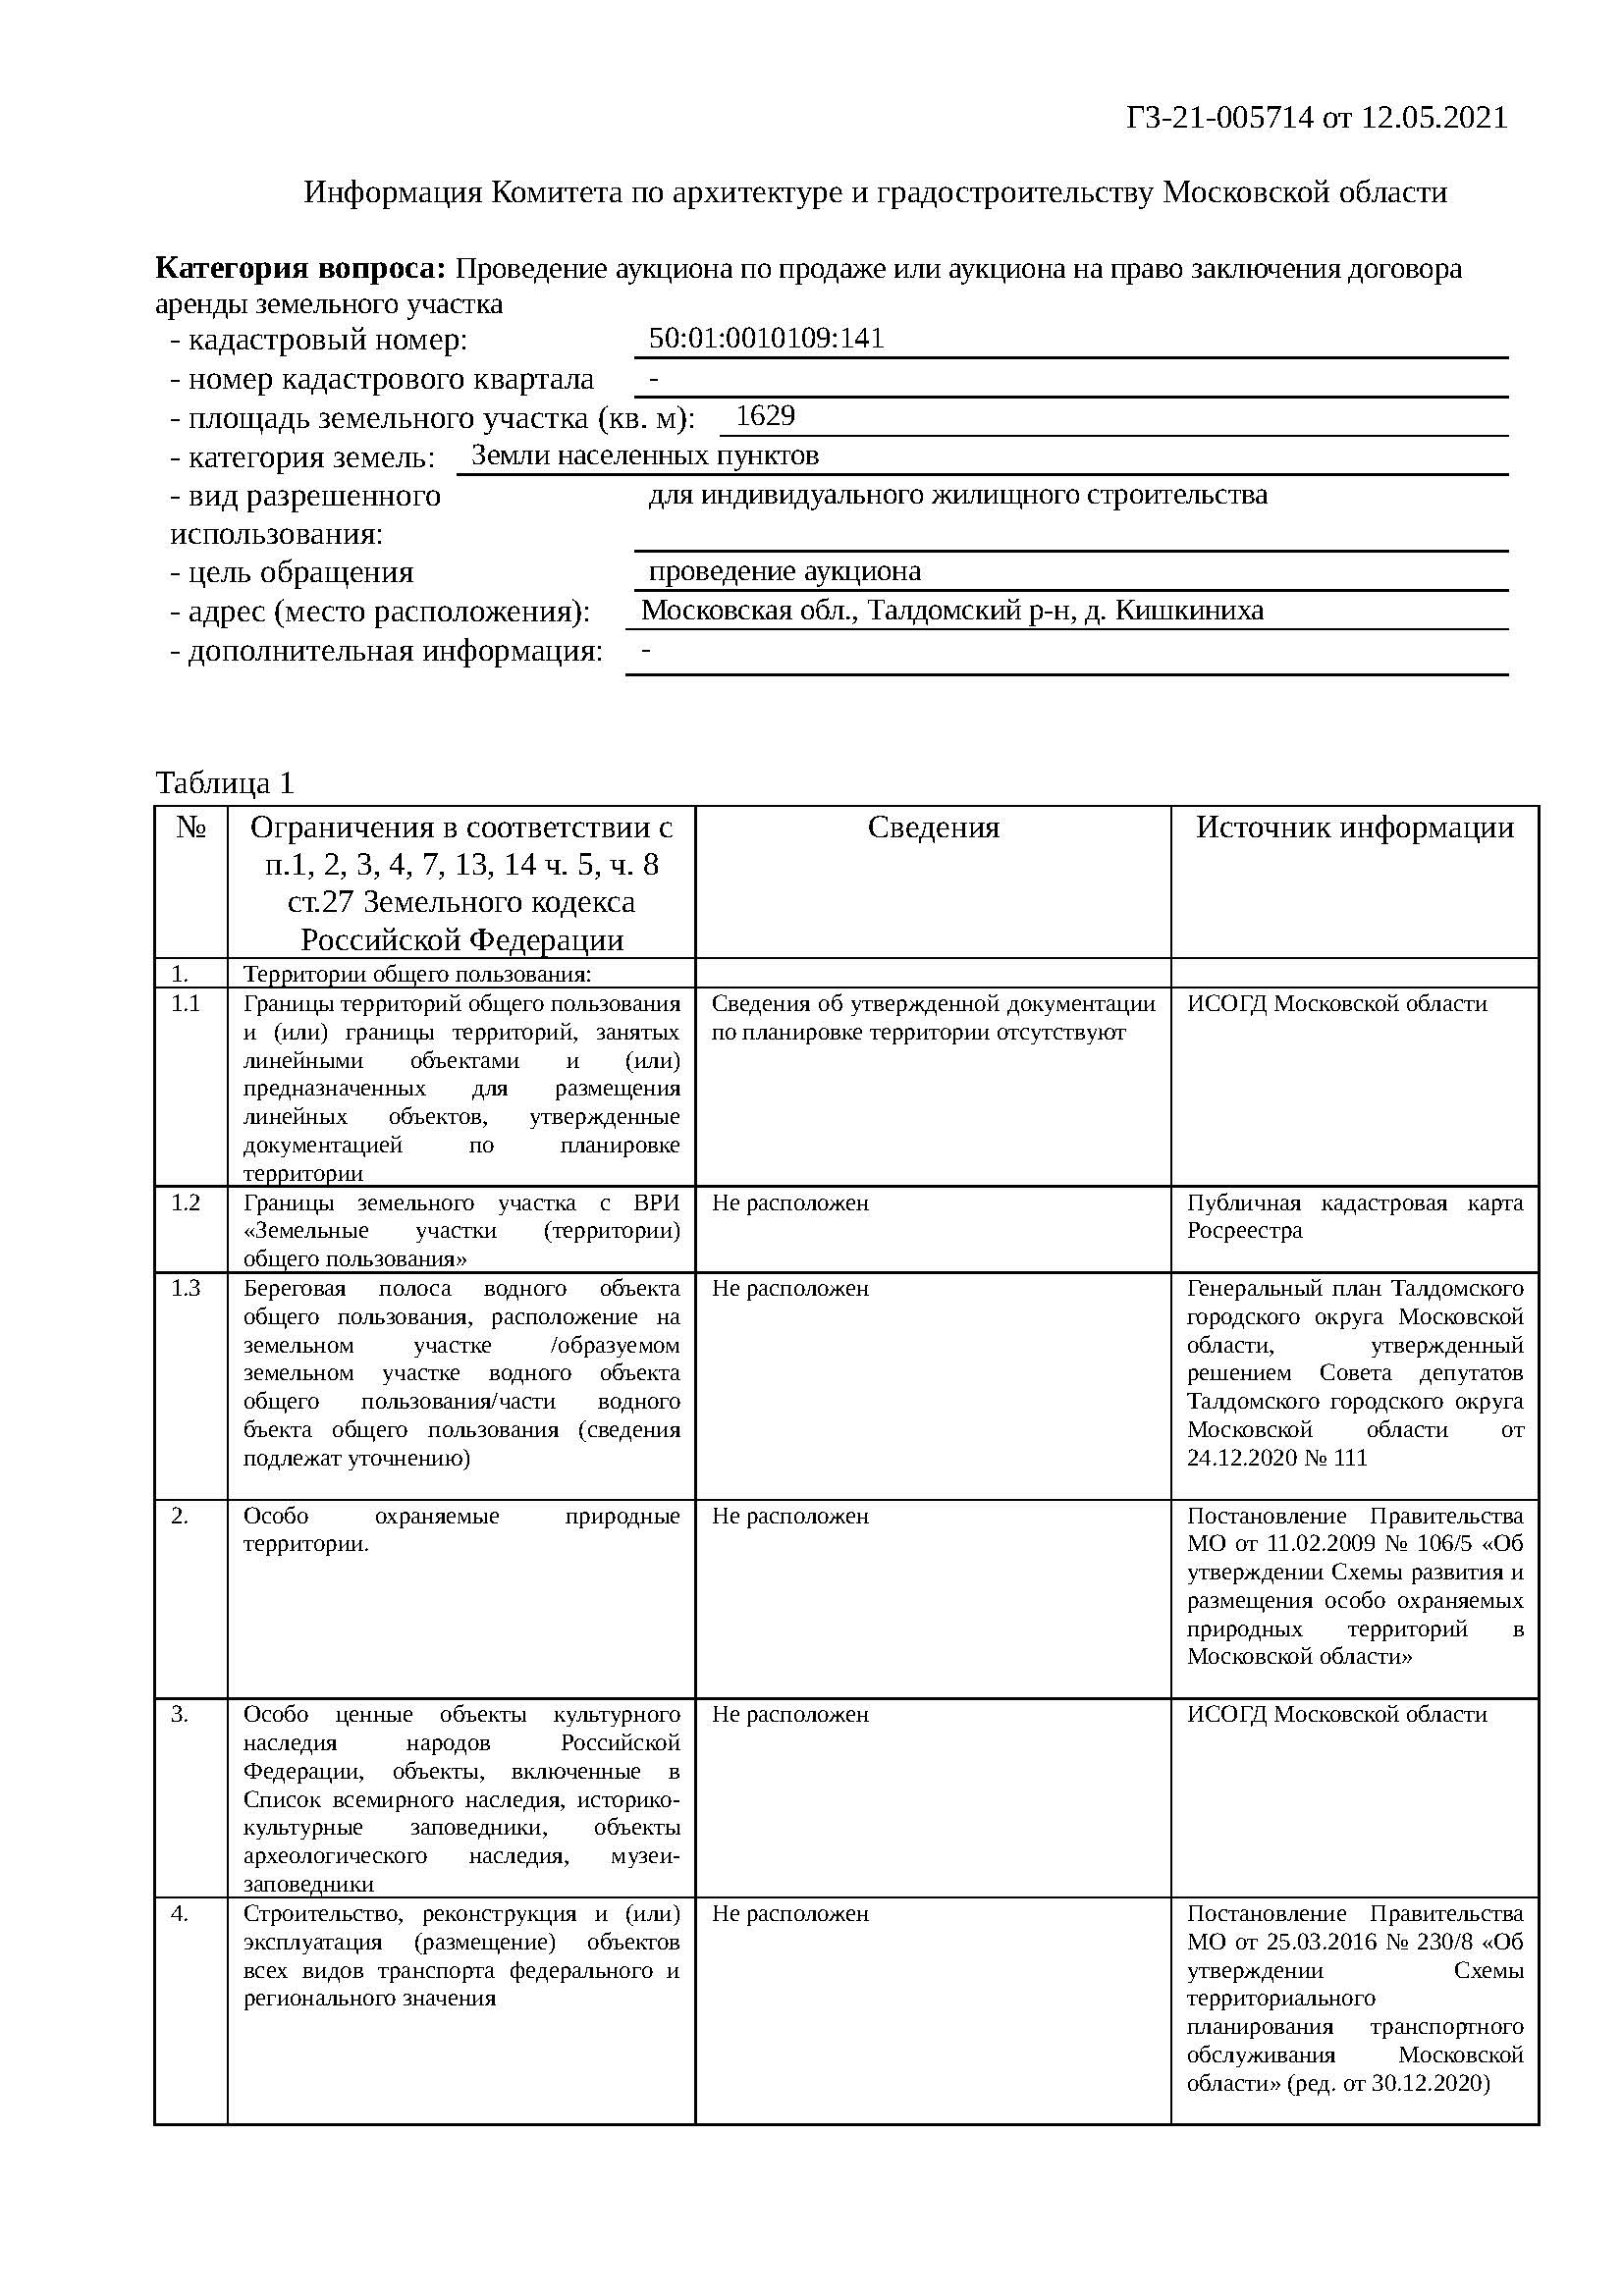 ГЗ-21-005714 от 12.05.2021
Информация Комитета по архитектуре и градостроительству Московской области
Категория вопроса: Проведение аукциона по продаже или аукциона на право заключения договора
аренды земельного участка
- кадастровый номер: 50:01:0010109:141
- номер кадастрового квартала -
- площадь земельного участка (кв. м): 1629
- категория земель: Земли населенных пунктов
- вид разрешенного для индивидуального жилищного строительства
использования:
- цель обращения проведение аукциона
- адрес (место расположения): Московская обл., Талдомский р-н, д. Кишкиниха
- дополнительная информация: -
Таблица 1
№ Ограничения в соответствии с Сведения Источник информации
п.1, 2, 3, 4, 7, 13, 14 ч. 5, ч. 8
ст.27 Земельного кодекса
Российской Федерации
1. Территории общего пользования:
1.1 Границы территорий общего пользования Сведения об утвержденной документации ИСОГД Московской области
и (или) границы территорий, занятых по планировке территории отсутствуют
линейными объектами и (или)
предназначенных для размещения
линейных объектов, утвержденные
документацией по планировке
территории
1.2 Границы земельного участка с ВРИ Не расположен Публичная кадастровая карта
«Земельные участки (территории) Росреестра
общего пользования»
1.3 Береговая полоса водного объекта Не расположен Генеральный план Талдомского
общего пользования, расположение на городского округа Московской
земельном участке /образуемом области, утвержденный
земельном участке водного объекта решением Совета депутатов
общего пользования/части водного Талдомского городского округа
бъекта общего пользования (сведения Московской области от
подлежат уточнению) 24.12.2020 № 111
2. Особо охраняемые природные Не расположен Постановление Правительства
территории. МО от 11.02.2009 № 106/5 «Об
утверждении Схемы развития и
размещения особо охраняемых
природных территорий в
Московской области»
3. Особо ценные объекты культурного Не расположен ИСОГД Московской области
наследия народов Российской
Федерации, объекты, включенные в
Список всемирного наследия, историко-
культурные заповедники, объекты
археологического наследия, музеи-
заповедники
4. Строительство, реконструкция и (или) Не расположен Постановление Правительства
эксплуатация (размещение) объектов МО от 25.03.2016 № 230/8 «Об
всех видов транспорта федерального и утверждении Схемы
регионального значения территориального
планирования транспортного
обслуживания Московской
области» (ред. от 30.12.2020)